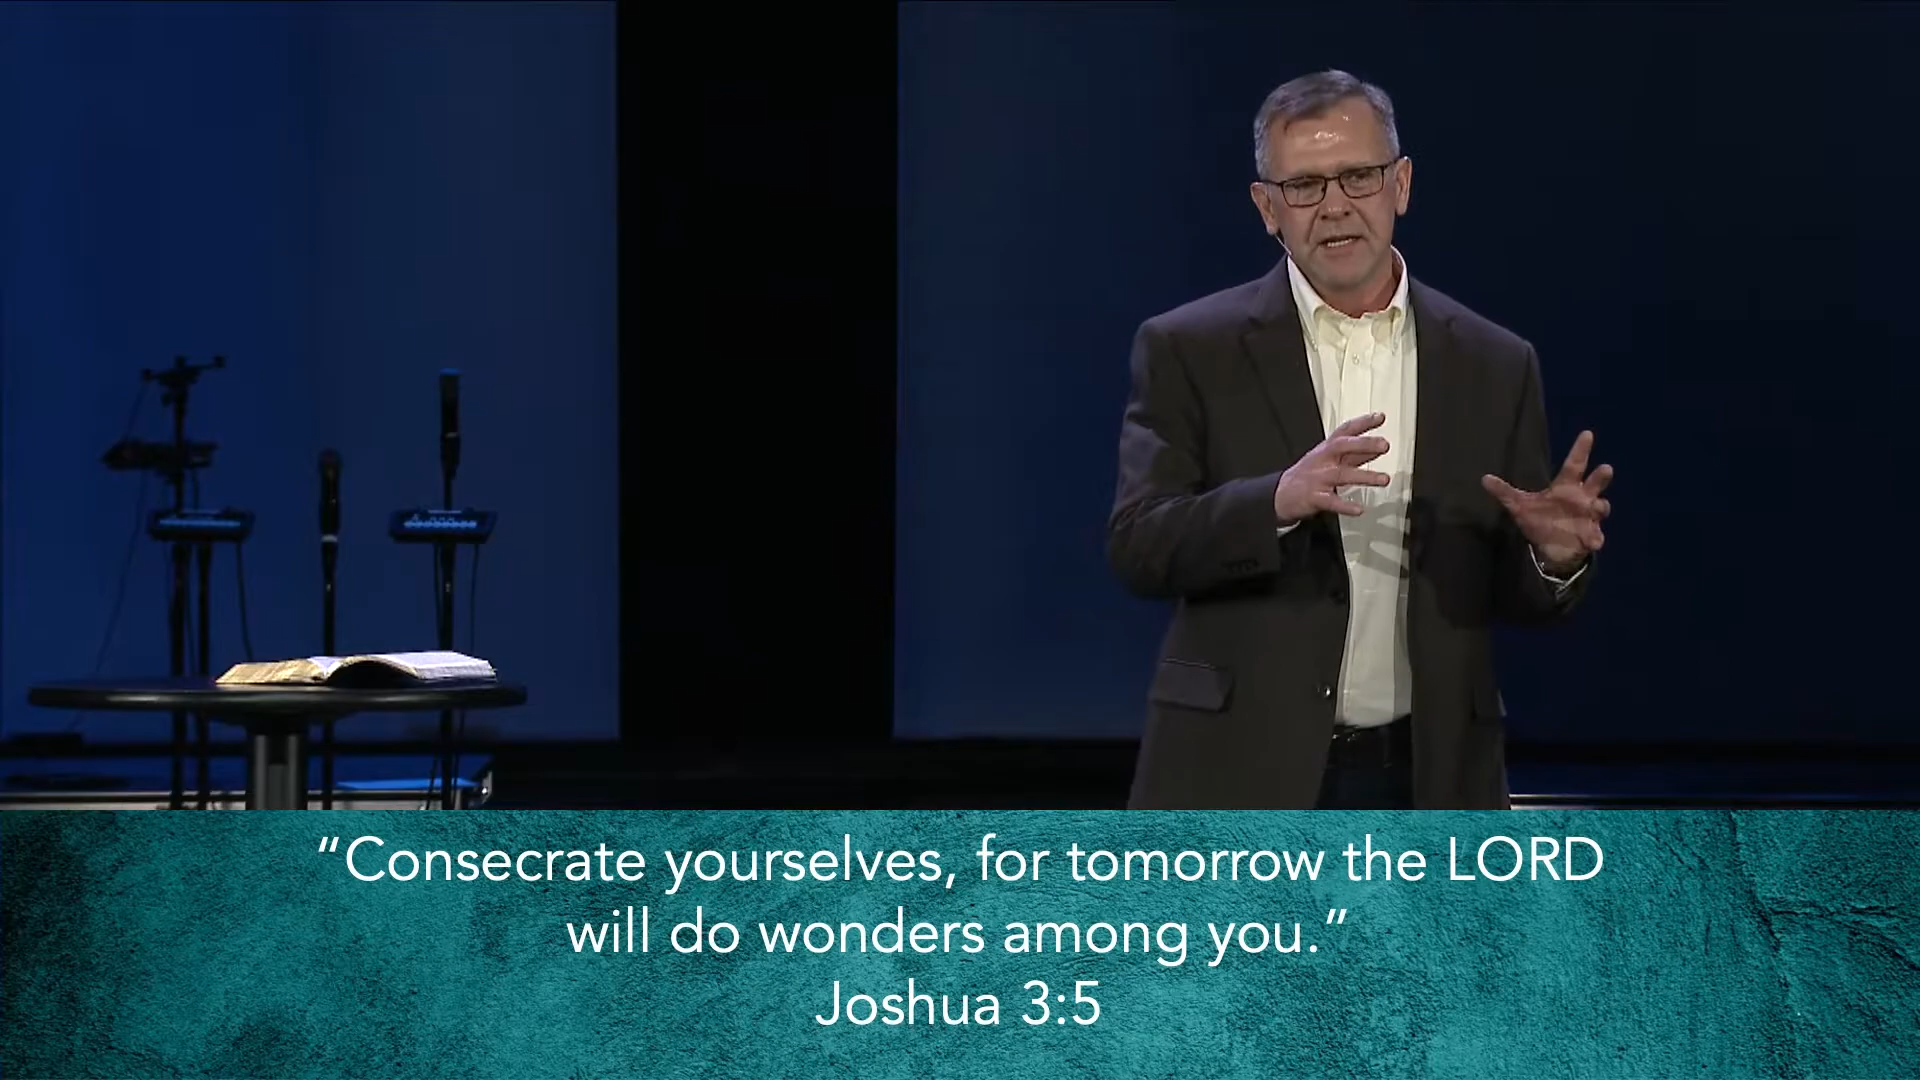 “Consecrate yourselves, for tomorrow the LORD
will do wonders among you.”
Joshua 3:5